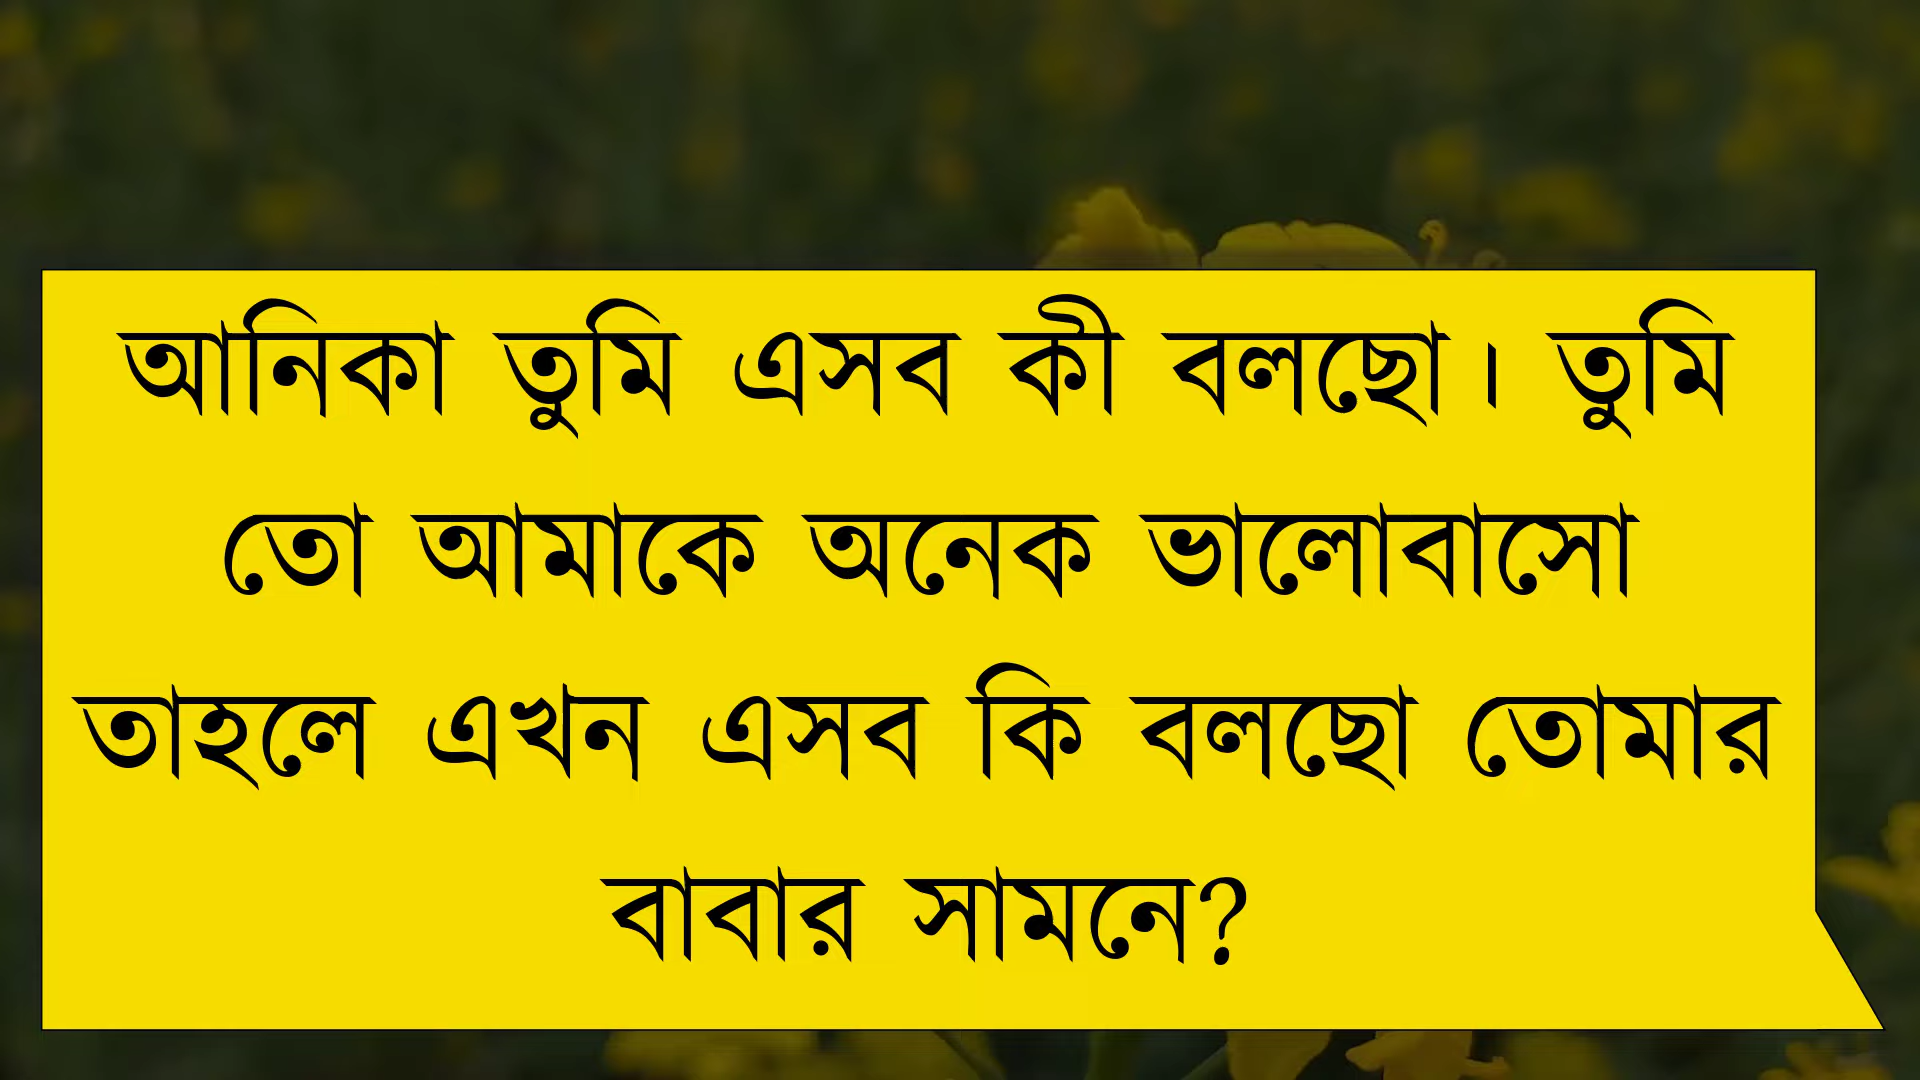 আনিকা তুমি এসব কী বলছো। তুমি
তো আমাকে অনেক ভালোবাসো
তাহলে এখন এসব কি বলছো তোমার
বাবার সামনে?